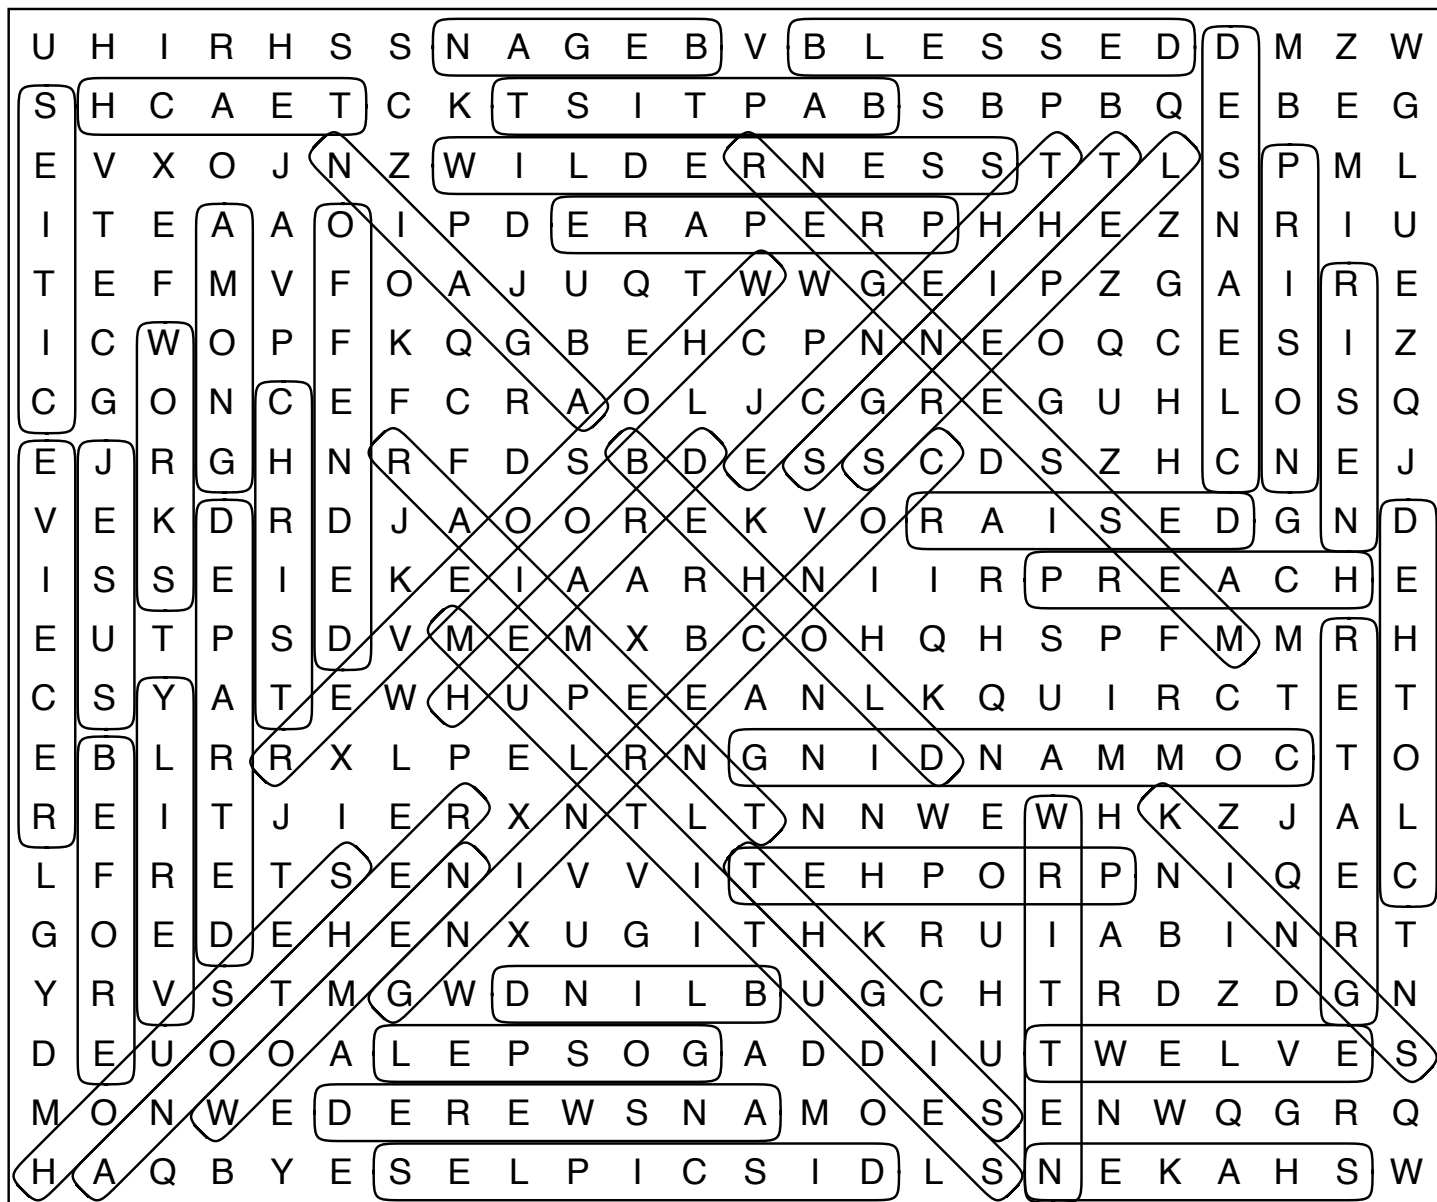 U H I R H S S N A G E B V B L E S S E D D M Z W
S H C A E T C K T S I T P A B S B P B Q E B E G
E V X O J N Z W I L D E R N E S S T T L S P M L
I T E A A O I P D E R A P E R P H H E Z N R I U
T E F M V F O A J U Q T W W G E I P Z G A I R E
I C W O P F K Q G B E H C P N N E O Q C E S I Z
C G O N C E F C R A O L J C G R E G U H L O S Q
E J R G H N R F D S B D E S S C D S Z H C N E J
V E K D R D J A O O R E K V O R A I S E D G N D
I S S E I E K E I A A R H N I I R P R E A C H E
E U T P S D V M E M X B C O H Q H S P F M M R H
C S Y A T E W H U P E E A N L K Q U I R C T E T
E B L R R X L P E L R N G N I D N A M M O C T O
R E I T J I E R X N T L T N N W E W H K Z J A L
L F R E T S E N I V V I T E H P O R P N I Q E C
G O E D E H E N X U G I T H K R U I A B I N R T
Y R V S T M G W D N I L B U G C H T R D Z D G N
D E U O O A L E P S O G A D D I U T W E L V E S
M O N W E D E R E W S N A M O E S E N W Q G R Q
H A Q B Y E S E L P I C S I D L S N E K A H S W